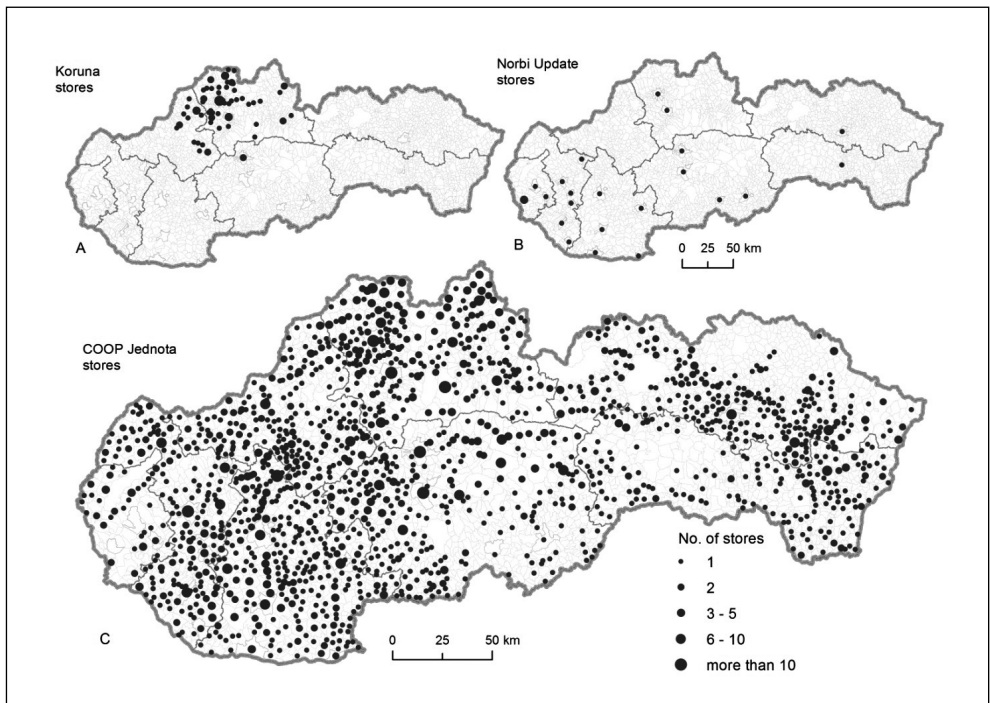 Koruna
stores
A
Norbi Update
stores
B
0 25 50 km
COOP Jednota
stores
C
0 25 50 km
No. of stores
1
2
3 - 5
6 - 10
more than 10